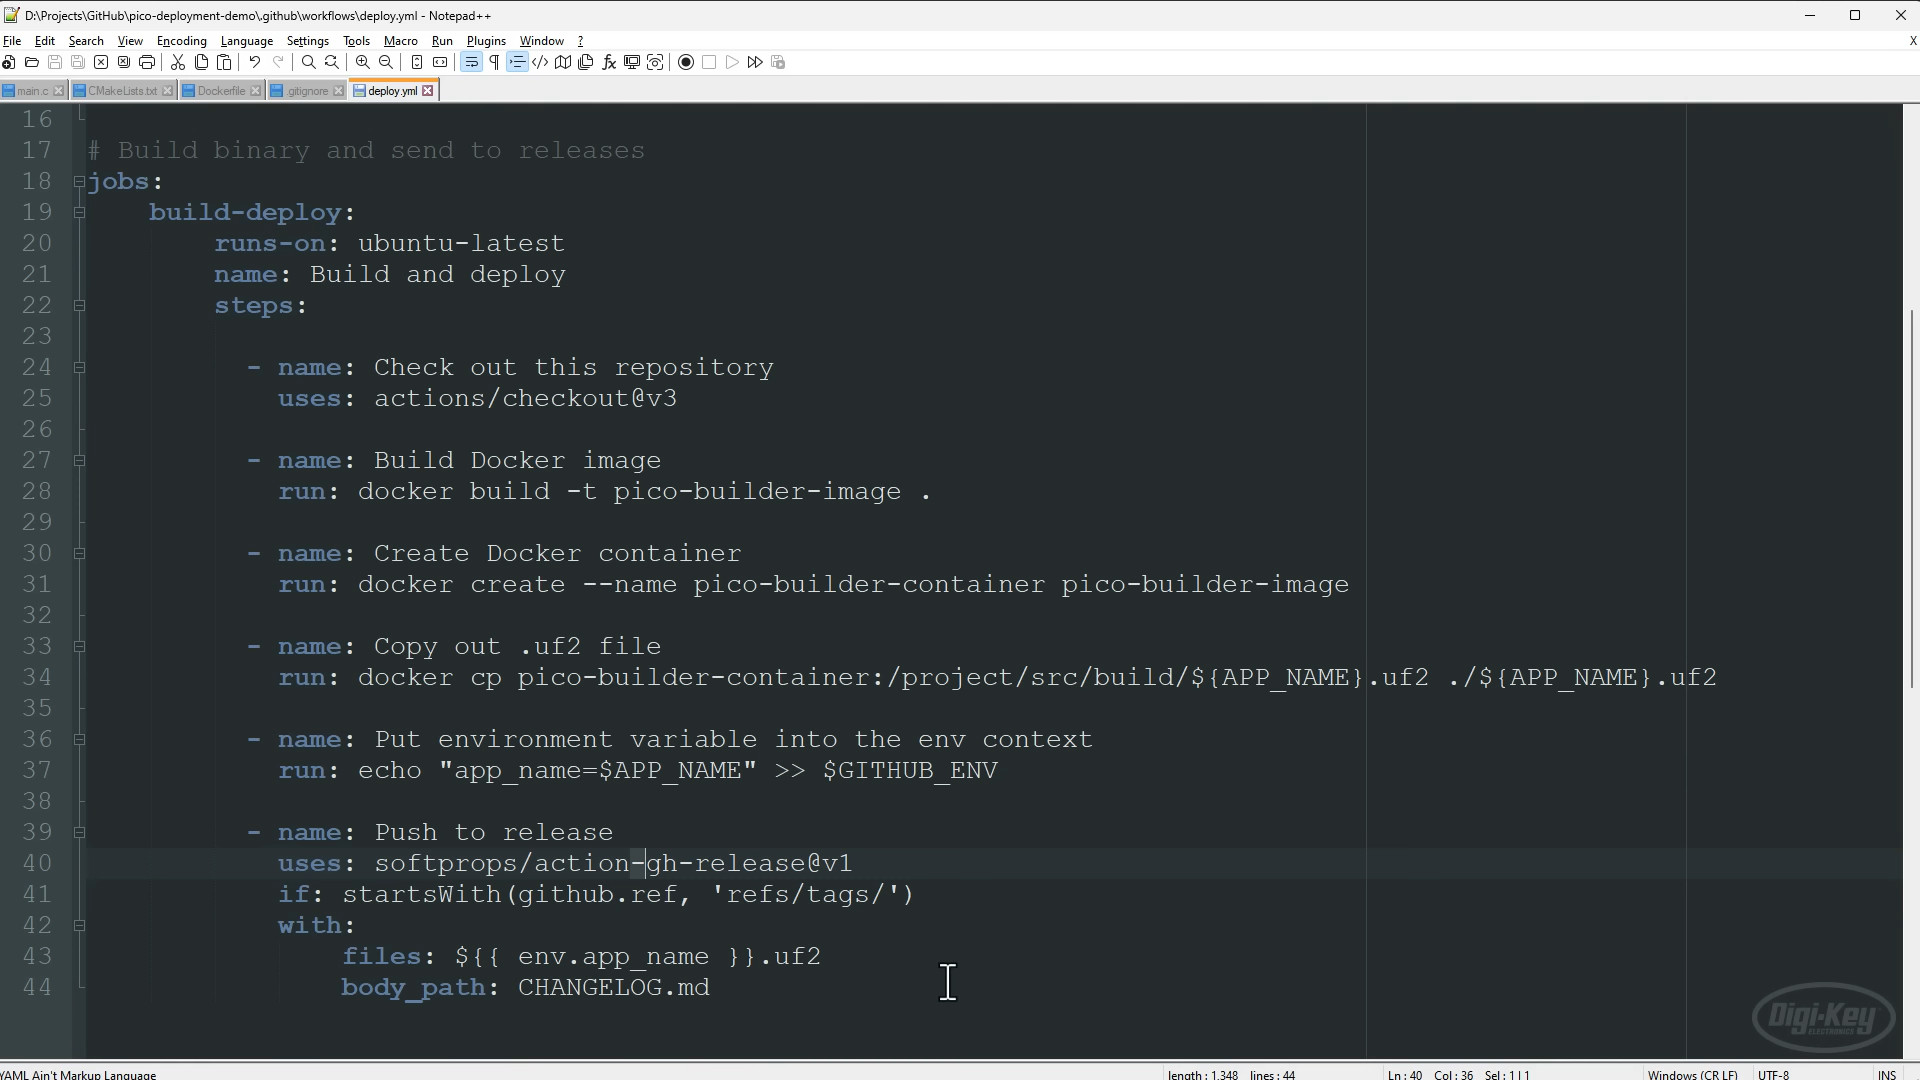 D:\Projects\GitHub\pico-deployment-demo\.github\workflows\deploy.yml - Notepad++
File Edit Search View Encoding Language Settings Tools Macro Run Plugins Window ? X
main.c CMakeLists.txt Dockerfile .gitignore deploy.yml
16
17 # Build binary and send to releases
18 jobs:
19 build-deploy:
20 runs-on: ubuntu-latest
21 name: Build and deploy
22 steps:
23
24 - name: Check out this repository
25 uses: actions/checkout@v3
26
27 - name: Build Docker image
28 run: docker build -t pico-builder-image .
29
30 - name: Create Docker container
31 run: docker create --name pico-builder-container pico-builder-image
32
33 - name: Copy out .uf2 file
34 run: docker cp pico-builder-container:/project/src/build/${APP_NAME}.uf2 ./${APP_NAME}.uf2
35
36 - name: Put environment variable into the env context
37 run: echo "app_name=$APP_NAME" >> $GITHUB_ENV
38
39 - name: Push to release
40 uses: softprops/action-gh-release@v1
41 if: startsWith(github.ref, 'refs/tags/')
42 with:
43 files: ${{ env.app_name }}.uf2
44 body_path: CHANGELOG.md
Digi-Key
ELECTRONICS
YAML Ain't Markup Language length : 1,348 lines : 44 Ln : 40 Col : 36 Sel : 1 | 1 Windows (CR LF) UTF-8 INS